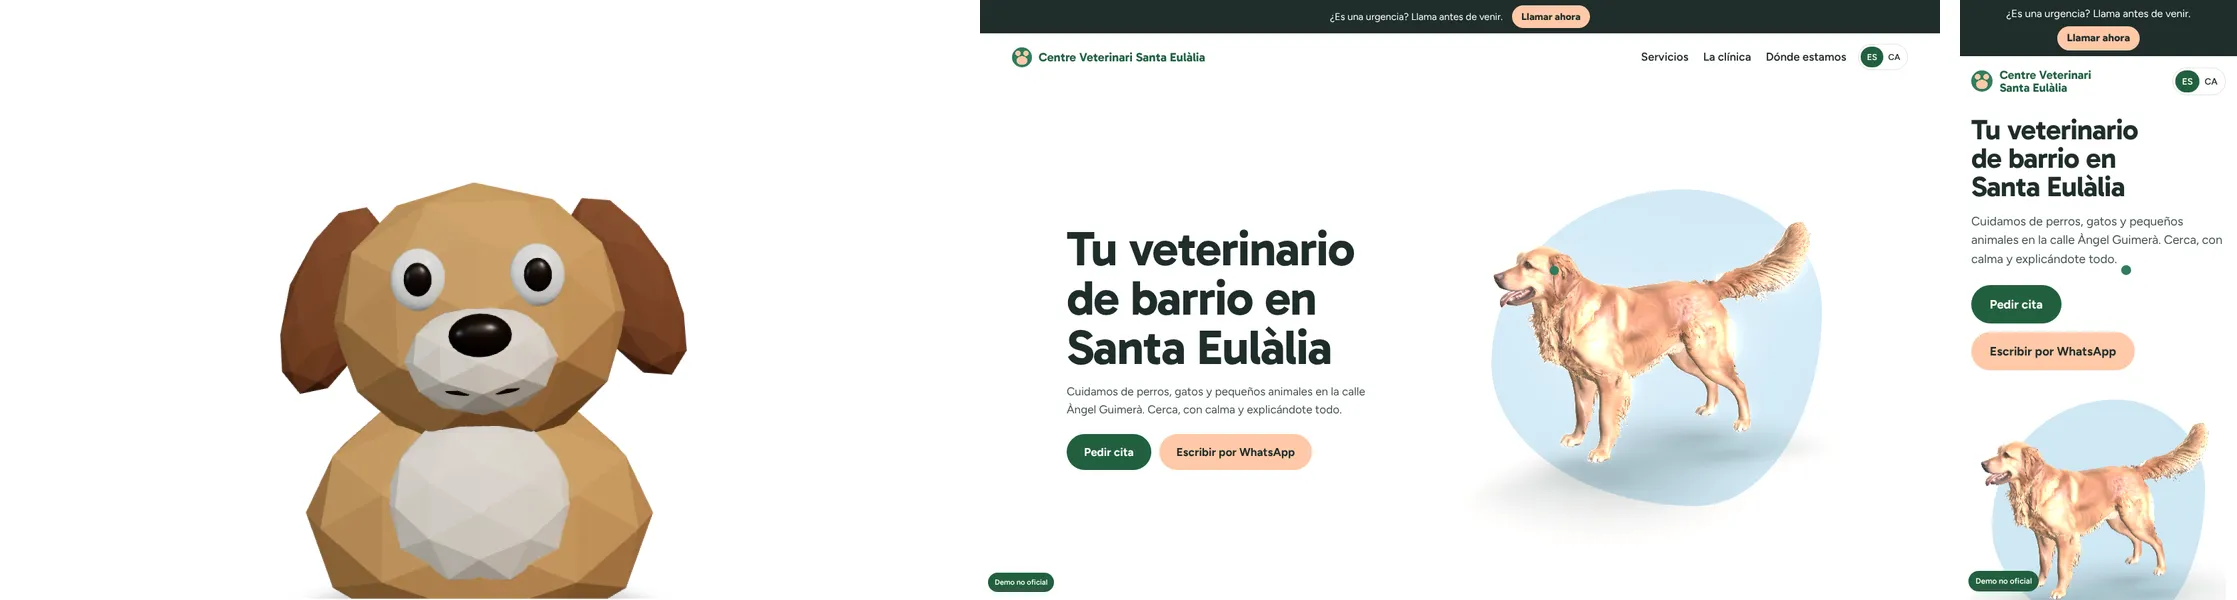 ¿Es una urgencia? Llama antes de venir.
Llamar ahora
Centre Veterinari Santa Eulàlia
Servicios
La clínica
Dónde estamos
ES
CA
Tu veterinario
de barrio en
Santa Eulàlia
Cuidamos de perros, gatos y pequeños animales en la calle
Àngel Guimerà. Cerca, con calma y explicándote todo.
Pedir cita
Escribir por WhatsApp
Demo no oficial
¿Es una urgencia? Llama antes de venir.
Llamar ahora
Centre Veterinari
Santa Eulàlia
ES
CA
Tu veterinario
de barrio en
Santa Eulàlia
Cuidamos de perros, gatos y pequeños
animales en la calle Àngel Guimerà. Cerca, con
calma y explicándote todo.
Pedir cita
Escribir por WhatsApp
Demo no oficial